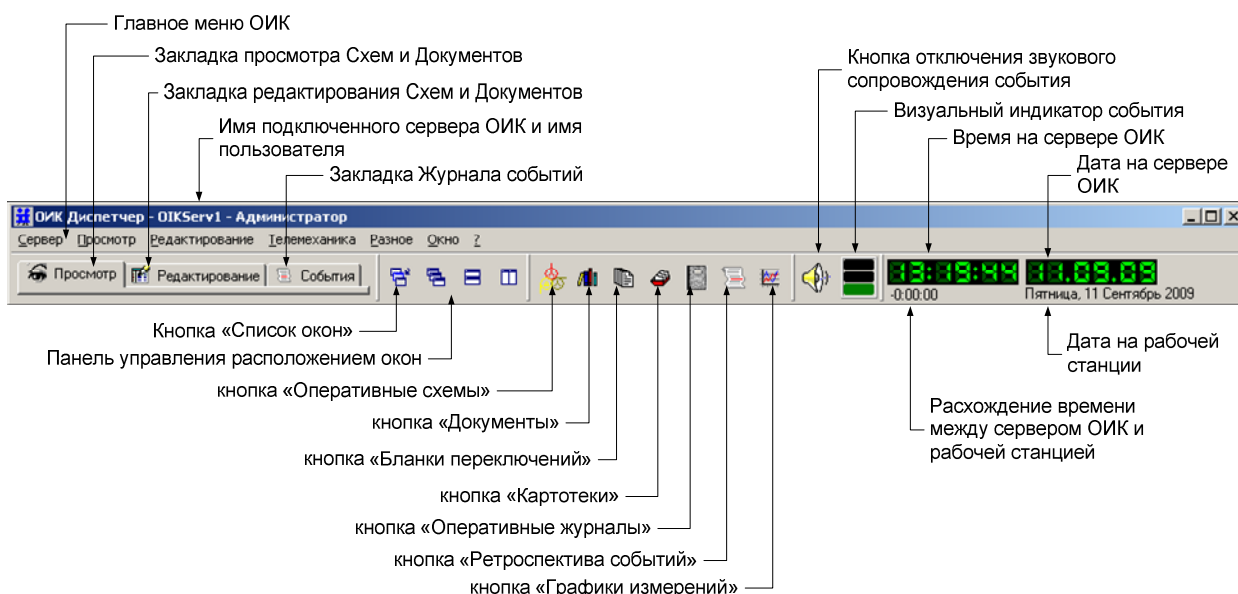 Главное меню ОИК
Закладка просмотра Схем и Документов
Закладка редактирования Схем и Документов
Имя подключенного сервера ОИК и имя
пользователя
Закладка Журнала событий
Кнопка отключения звукового
сопровождения события
Визуальный индикатор события
Время на сервере ОИК
Дата на сервере
ОИК
ОИК Диспетчер - OIKServ1 - Администратор
Сервер Просмотр Редактирование Телемеханика Разное Окно ?
Просмотр Редактирование События
13:19:44 11.09.09
-0:00:00 Пятница, 11 Сентябрь 2009
Кнопка «Список окон»
Панель управления расположением окон
кнопка «Оперативные схемы»
кнопка «Документы»
кнопка «Бланки переключений»
кнопка «Картотеки»
кнопка «Оперативные журналы»
кнопка «Ретроспектива событий»
кнопка «Графики измерений»
Дата на рабочей
станции
Расхождение времени
между сервером ОИК и
рабочей станцией